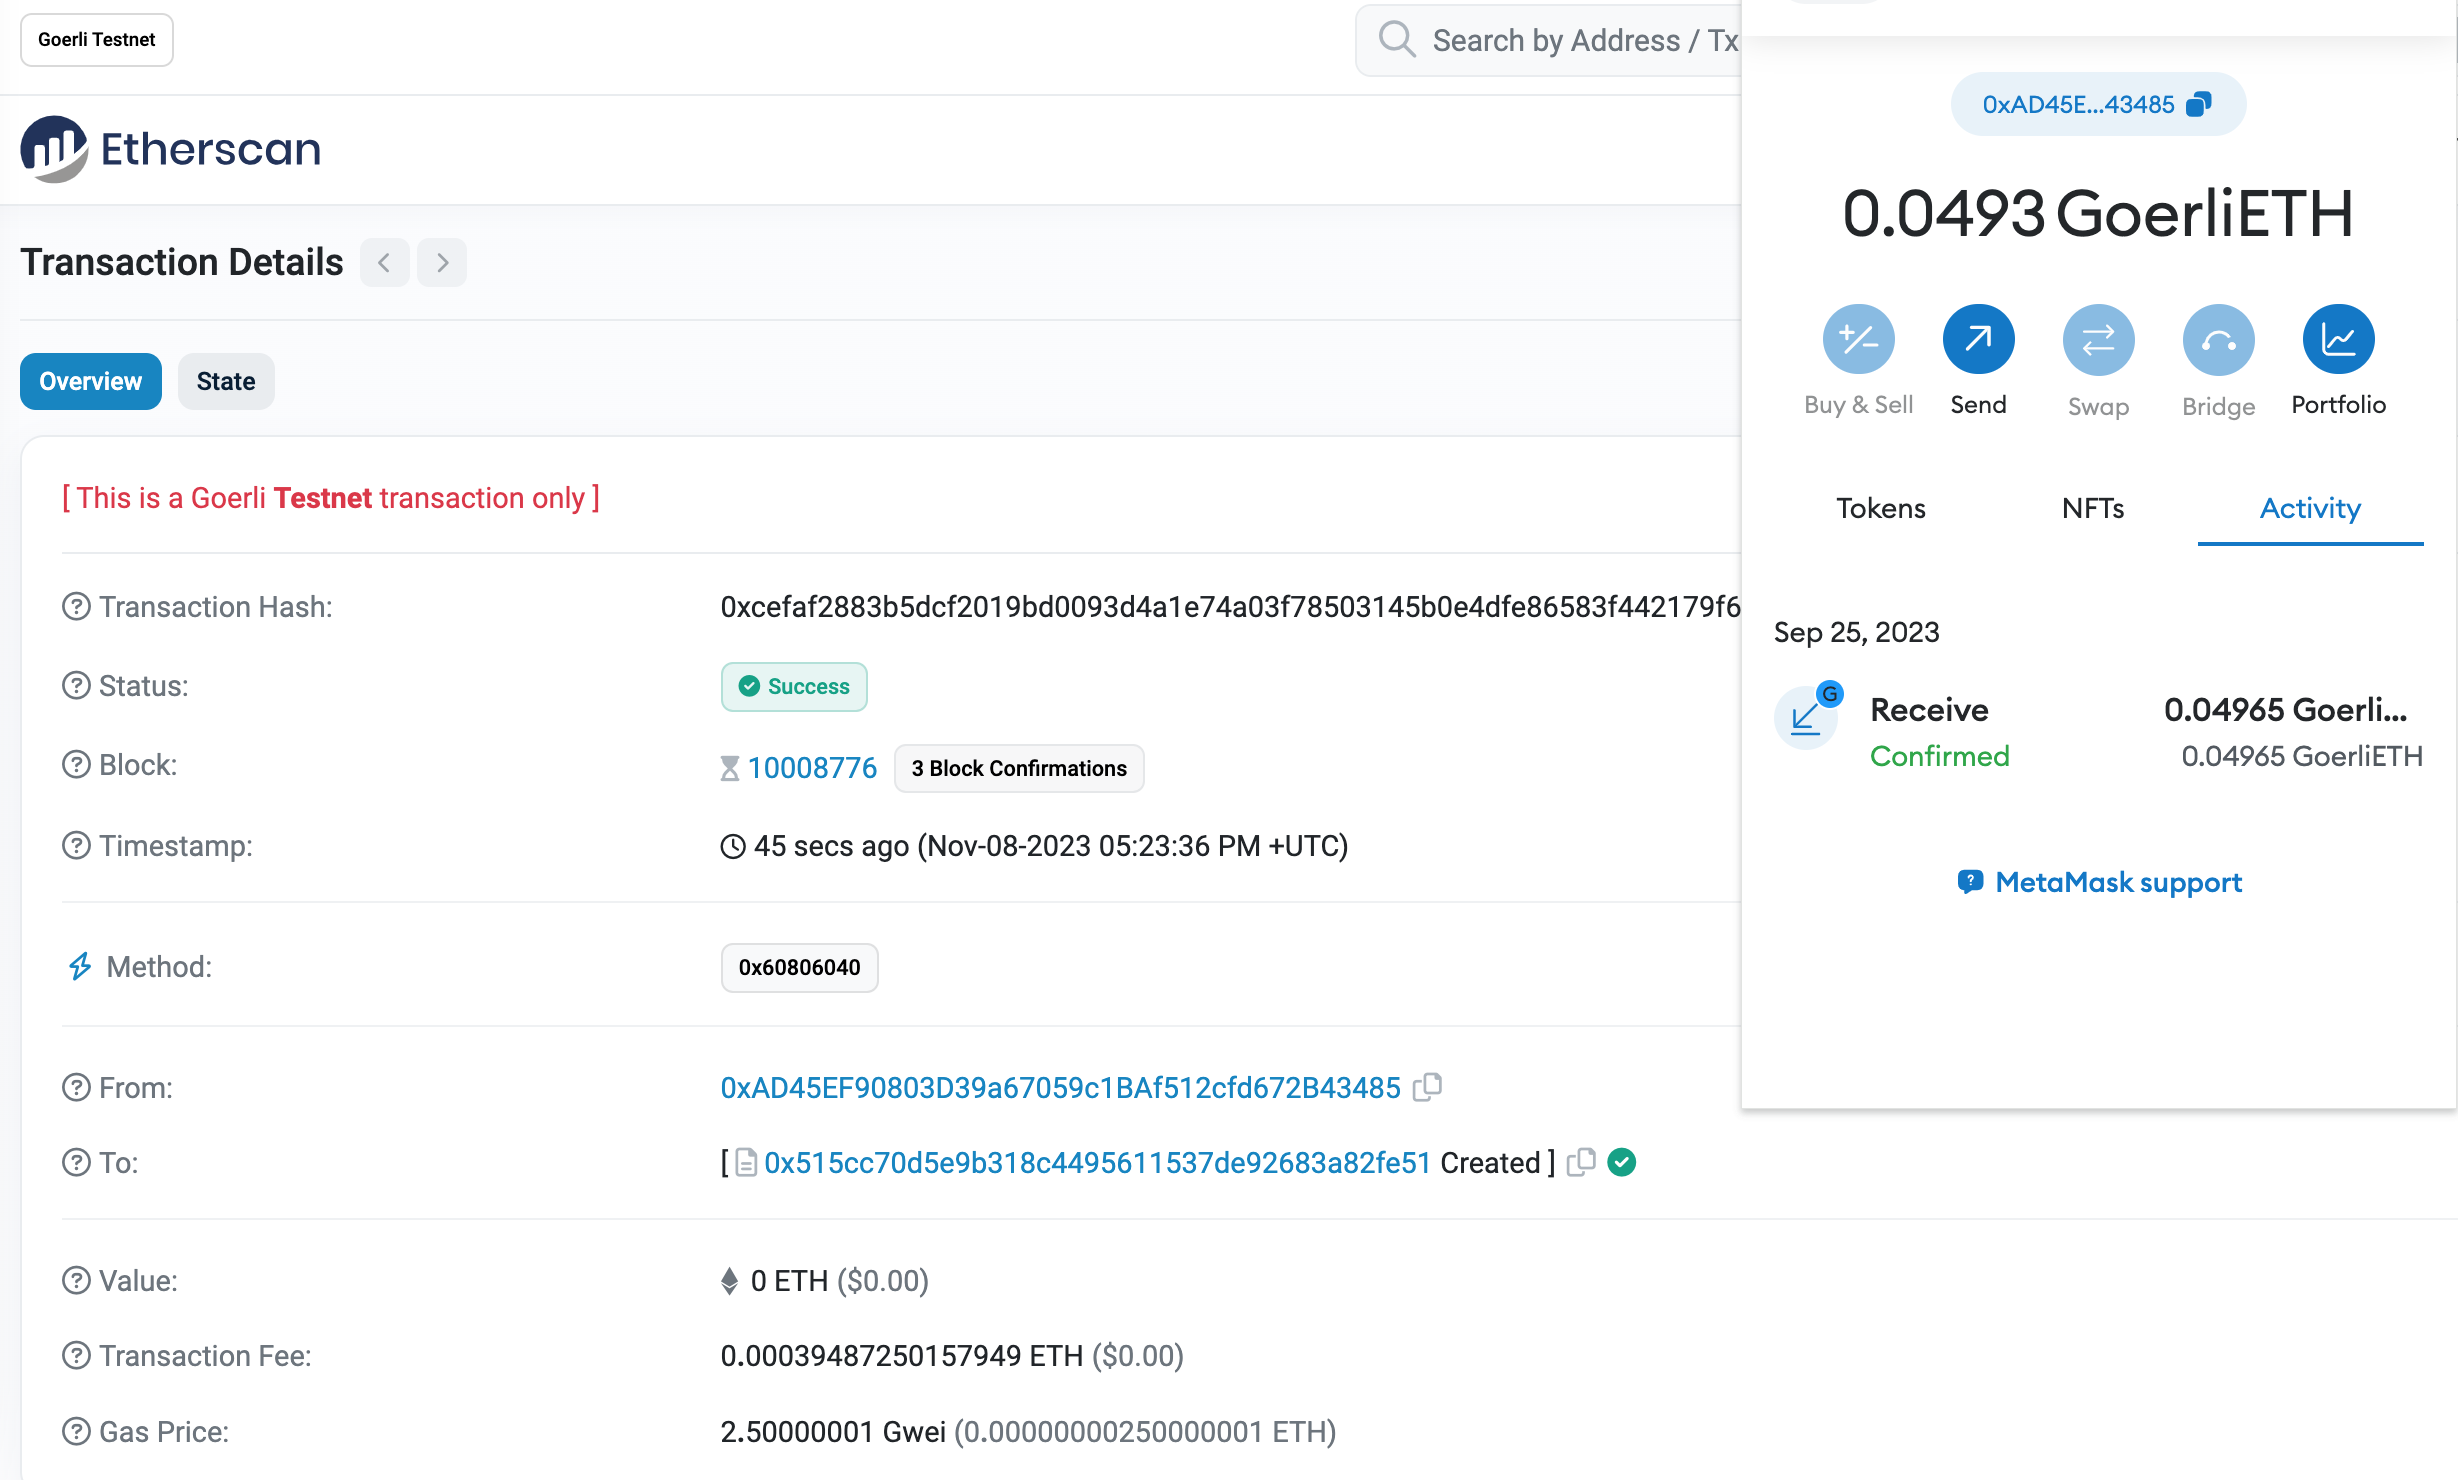 Goerli Testnet
Search by Address / Tx
Etherscan
Transaction Details
Overview
State
[ This is a Goerli Testnet transaction only ]
Transaction Hash:
0xcefaf2883b5dcf2019bd0093d4a1e74a03f78503145b0e4dfe86583f442179f6
Status:
Success
Block:
10008776
3 Block Confirmations
Timestamp:
45 secs ago (Nov-08-2023 05:23:36 PM +UTC)
Method:
0x60806040
From:
0xAD45EF90803D39a67059c1BAf512cfd672B43485
To:
[ 0x515cc70d5e9b318c4495611537de92683a82fe51 Created ]
Value:
0 ETH ($0.00)
Transaction Fee:
0.00039487250157949 ETH ($0.00)
Gas Price:
2.50000001 Gwei (0.00000000250000001 ETH)
0xAD45E...43485
0.0493 GoerliETH
Buy & Sell
Send
Swap
Bridge
Portfolio
Tokens
NFTs
Activity
Sep 25, 2023
G
Receive
0.04965 Goerli...
Confirmed
0.04965 GoerliETH
MetaMask support